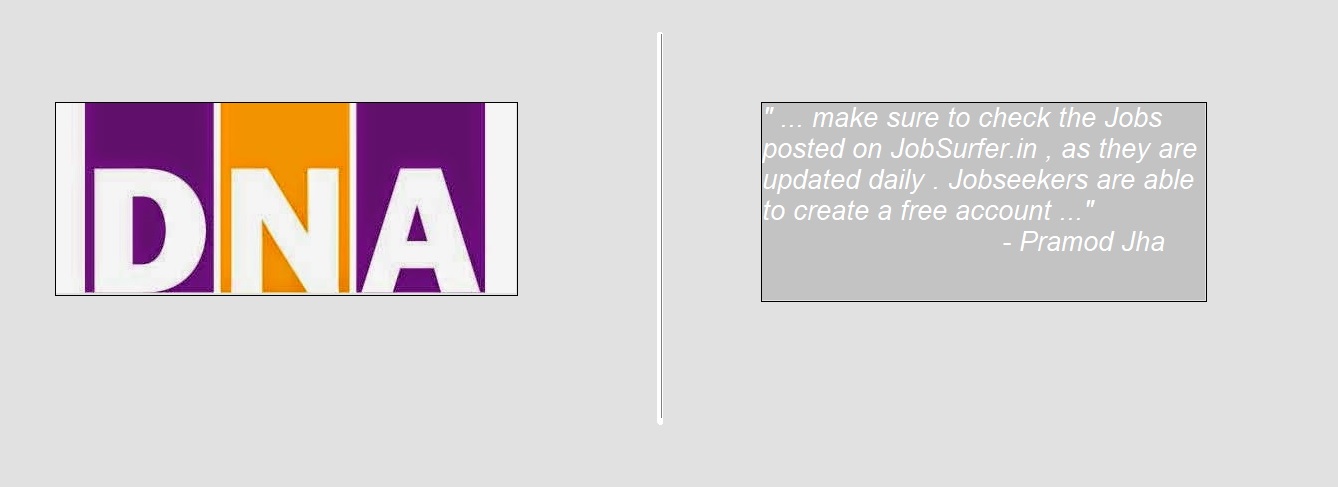 DNA
" ... make sure to check the Jobs
posted on JobSurfer.in , as they are
updated daily . Jobseekers are able
to create a free account ..."
- Pramod Jha